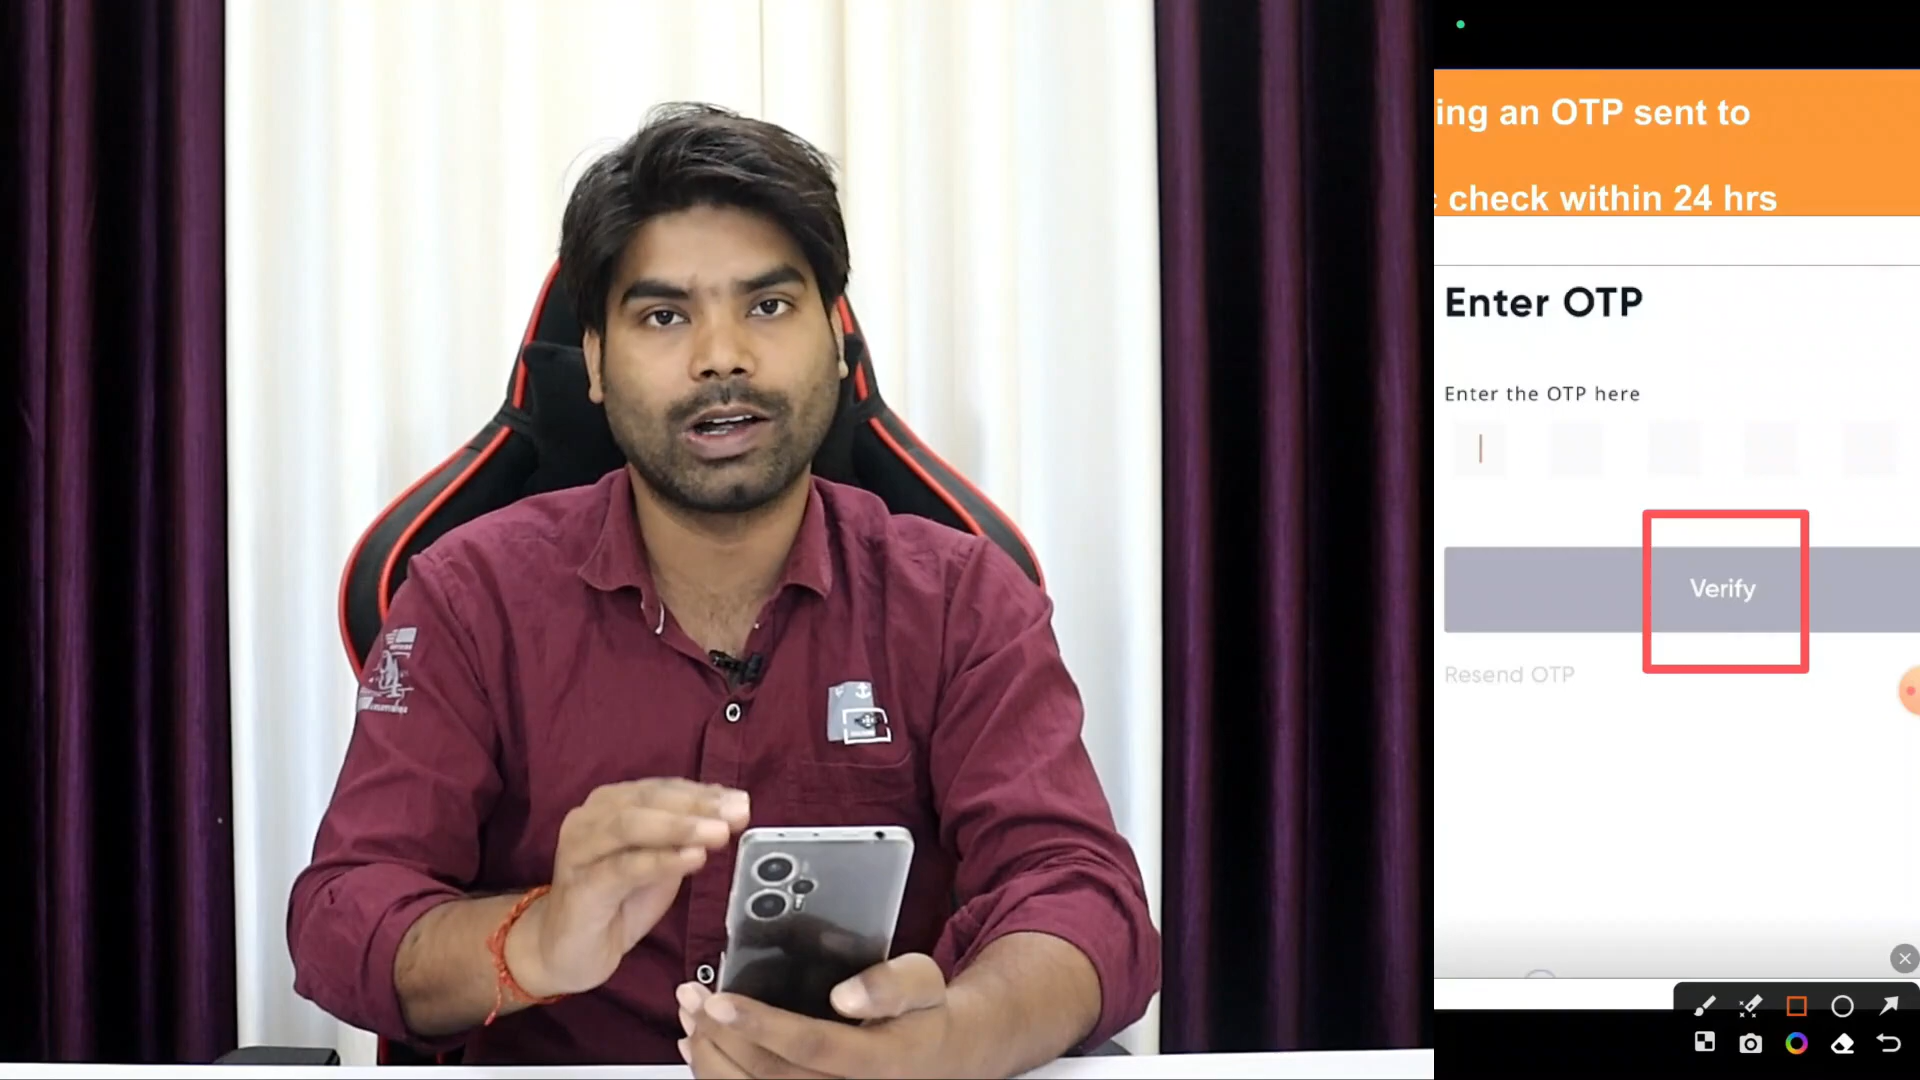 ing an OTP sent to
check within 24 hrs
Enter OTP
Enter the OTP here
Verify
Resend OTP